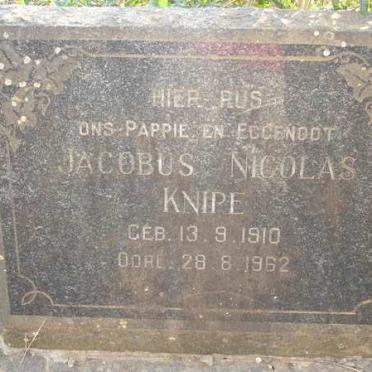 HIER RUS
ONS PAPPIE EN EGGENOOT
JACOBUS NICOLAS
KNIPE
GEB. 13.9.1910
OORL. 28.8.1962